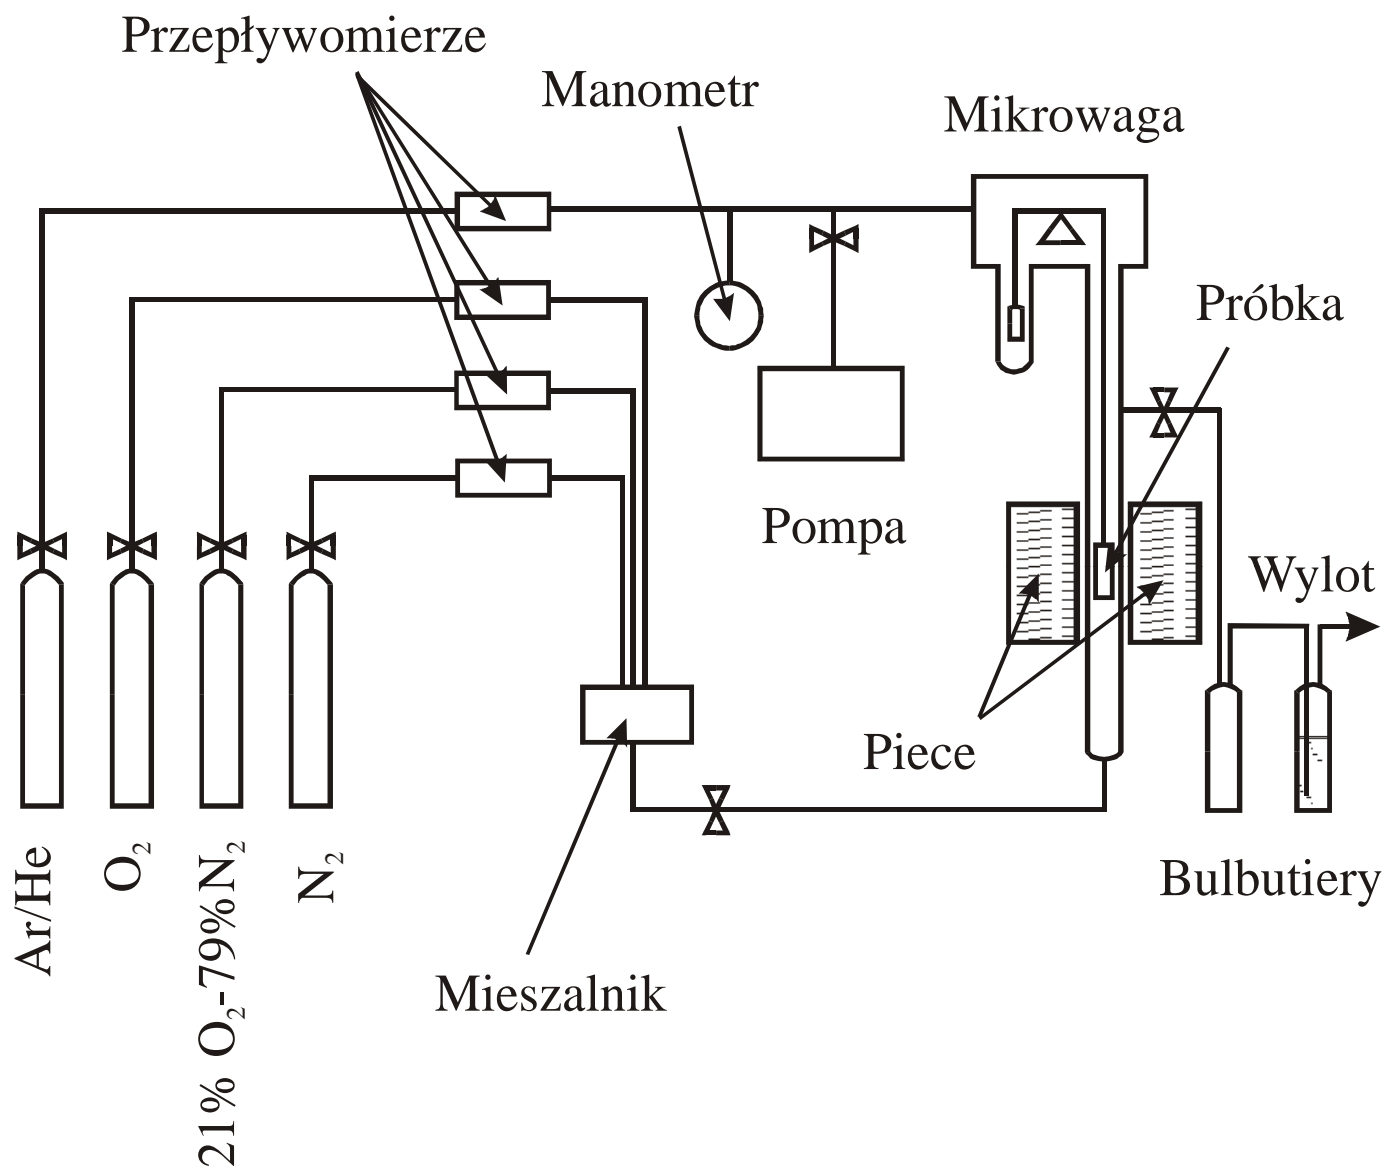 Przepływomierze
Manometr
Mikrowaga
Próbka
Pompa
Wylot
Piece
Bulbutiery
Mieszalnik
Ar/He
O₂
21% O₂-79%N₂
N₂